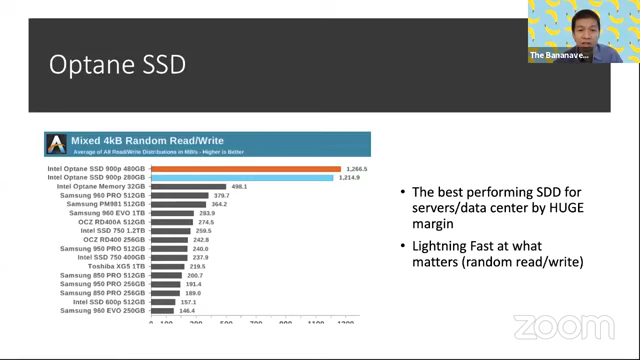 The Bananave...
Optane SSD
Mixed 4kB Random Read/Write
Average of All Read/Write Distributions in MB/s - Higher is Better
Intel Optane SSD 900p 480GB 1,266.5
Intel Optane SSD 900p 280GB 1,214.9
Intel Optane Memory 32GB 498.1
Samsung 960 PRO 512GB 379.7
Samsung PM981 512GB 364.2
Samsung 960 EVO 1TB 283.9
OCZ RD400A 512GB 274.5
Intel SSD 750 1.2TB 259.5
OCZ RD400 256GB 242.8
Samsung 950 PRO 512GB 240.0
Intel SSD 750 400GB 237.9
Toshiba XG5 1TB 219.5
Samsung 850 PRO 512GB 200.7
Samsung 950 PRO 256GB 191.4
Samsung 850 PRO 256GB 189.0
Intel SSD 600p 512GB 157.1
Samsung 960 EVO 250GB 146.4
• The best performing SDD for
servers/data center by HUGE
margin
• Lightning Fast at what
matters (random read/write)
zoom